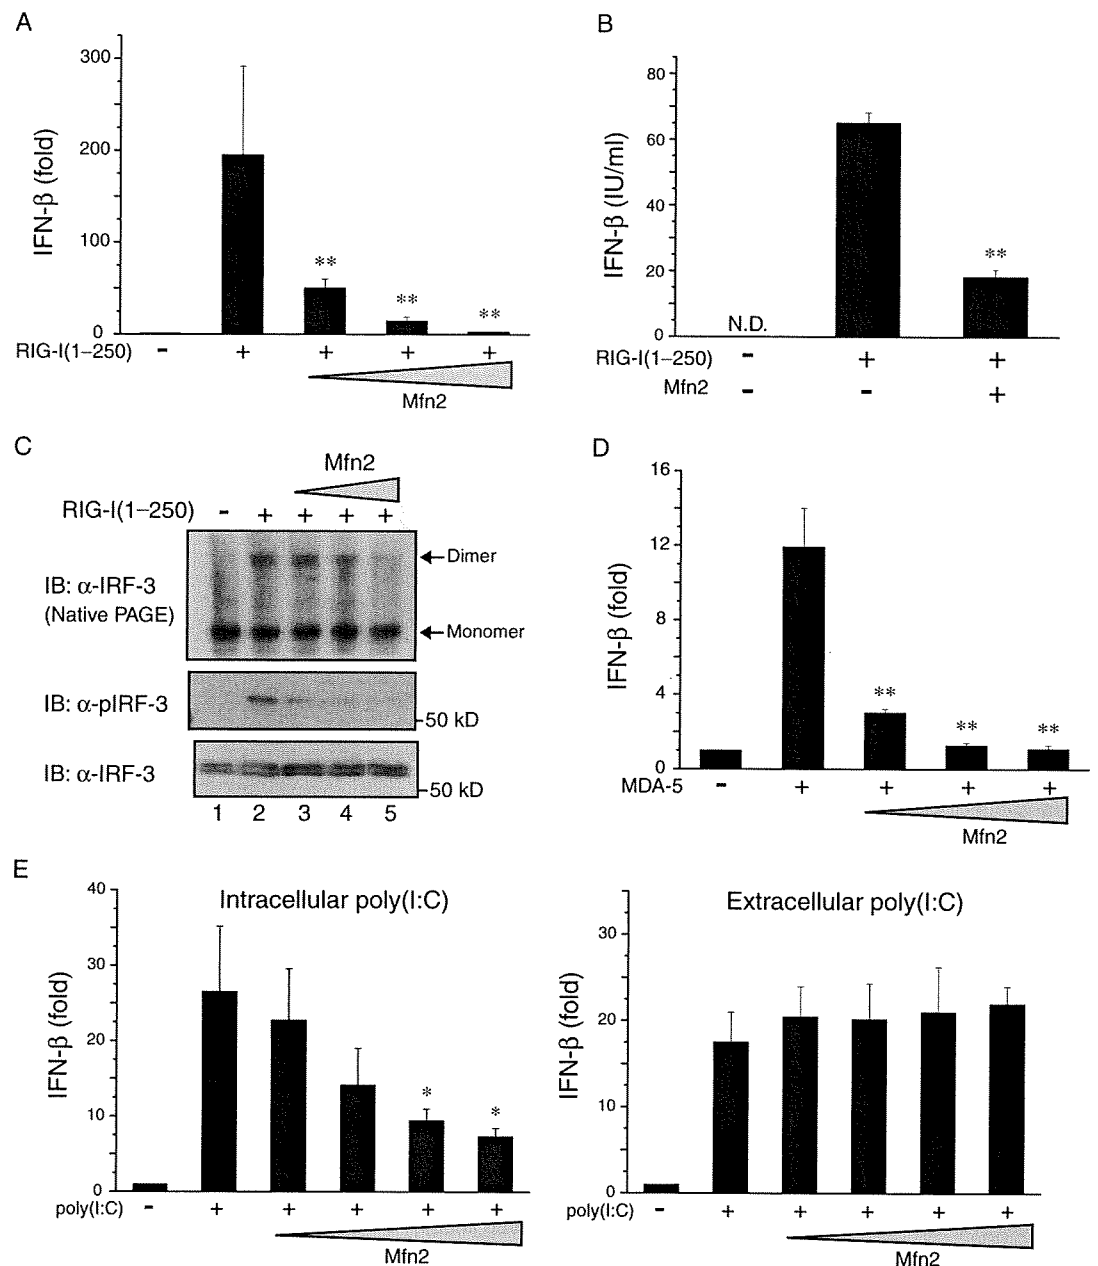 A
IFN-β (fold)
300
200
100
0
** ** **
RIG-I(1–250) - + + + +
Mfn2
B
IFN-β (IU/ml)
80
60
40
20
0
N.D.
**
RIG-I(1–250) - + +
Mfn2 - - +
C
Mfn2
RIG-I(1–250) - + + + +
IB: α-IRF-3
(Native PAGE)
Dimer
Monomer
IB: α-pIRF-3
50 kD
IB: α-IRF-3
50 kD
1 2 3 4 5
D
IFN-β (fold)
16
12
8
4
0
** ** **
MDA-5 - + + + +
Mfn2
E
Intracellular poly(I:C)
IFN-β (fold)
40
30
20
10
0
* *
poly(I:C) - + + + + +
Mfn2
Extracellular poly(I:C)
IFN-β (fold)
30
20
10
0
poly(I:C) - + + + + +
Mfn2